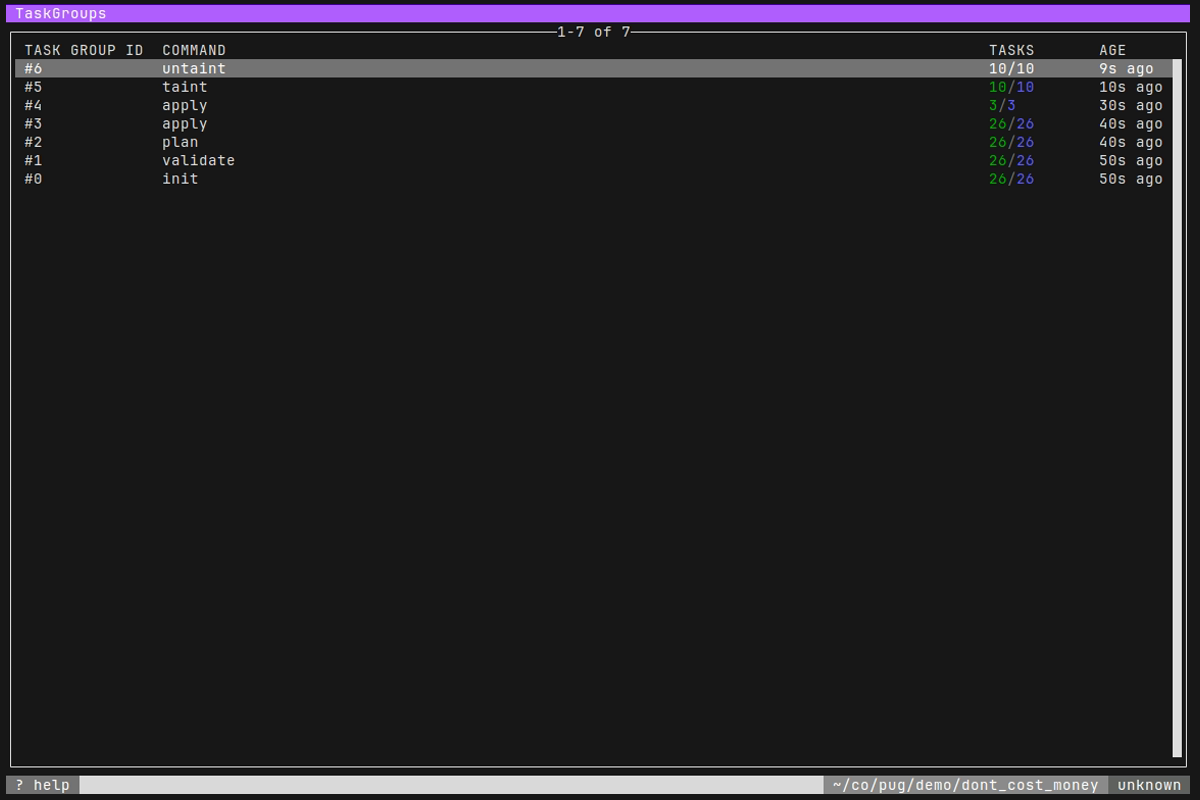 TaskGroups
1-7 of 7
TASK GROUP ID COMMAND TASKS AGE
#6 untaint 10/10 9s ago
#5 taint 10/10 10s ago
#4 apply 3/3 30s ago
#3 apply 26/26 40s ago
#2 plan 26/26 40s ago
#1 validate 26/26 50s ago
#0 init 26/26 50s ago
? help ~/co/pug/demo/dont_cost_money unknown